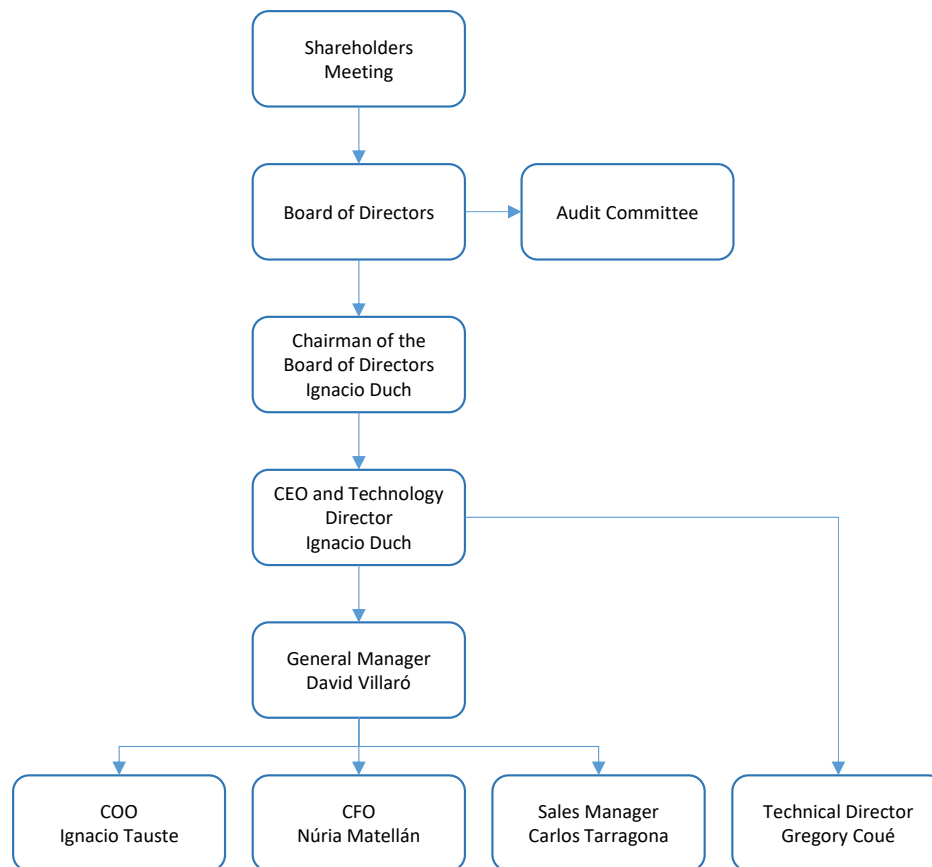 Shareholders
Meeting
Board of Directors
Audit Committee
Chairman of the
Board of Directors
Ignacio Duch
CEO and Technology
Director
Ignacio Duch
General Manager
David Villaró
COO
Ignacio Tauste
CFO
Núria Matellán
Sales Manager
Carlos Tarragona
Technical Director
Gregory Coué